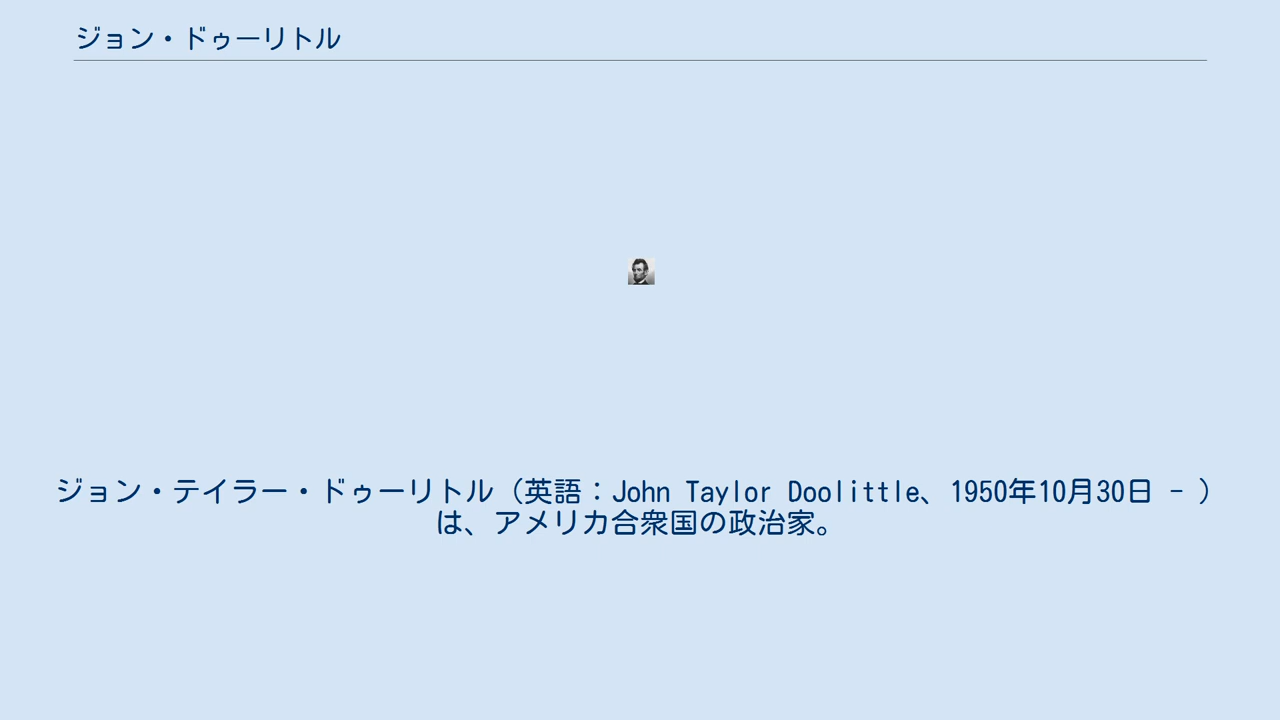 ジョン・ドゥーリトル
ジョン・テイラー・ドゥーリトル（英語：John Taylor Doolittle、1950年10月30日 - ）
は、アメリカ合衆国の政治家。